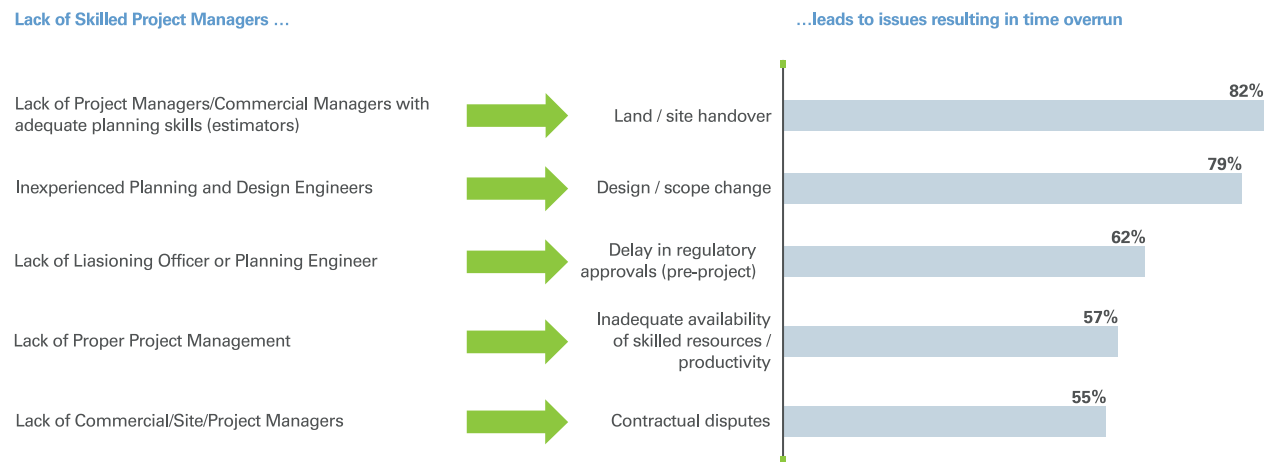 Lack of Skilled Project Managers ...
...leads to issues resulting in time overrun
Lack of Project Managers/Commercial Managers with
adequate planning skills (estimators)
Land / site handover
82%
Inexperienced Planning and Design Engineers
Design / scope change
79%
Lack of Liasioning Officer or Planning Engineer
Delay in regulatory
approvals (pre-project)
62%
Lack of Proper Project Management
Inadequate availability
of skilled resources /
productivity
57%
Lack of Commercial/Site/Project Managers
Contractual disputes
55%